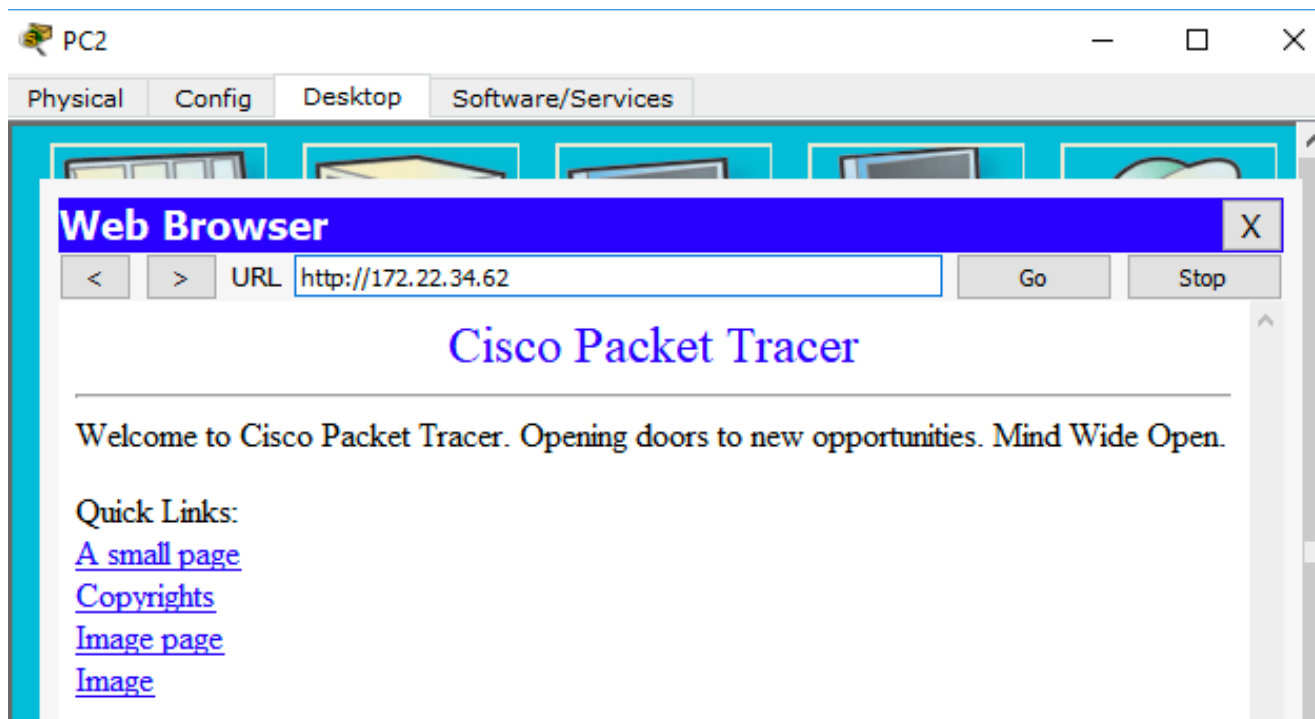 PC2
Physical Config Desktop Software/Services
Web Browser X
< > URL http://172.22.34.62 Go Stop
Cisco Packet Tracer
Welcome to Cisco Packet Tracer. Opening doors to new opportunities. Mind Wide Open.
Quick Links:
A small page
Copyrights
Image page
Image